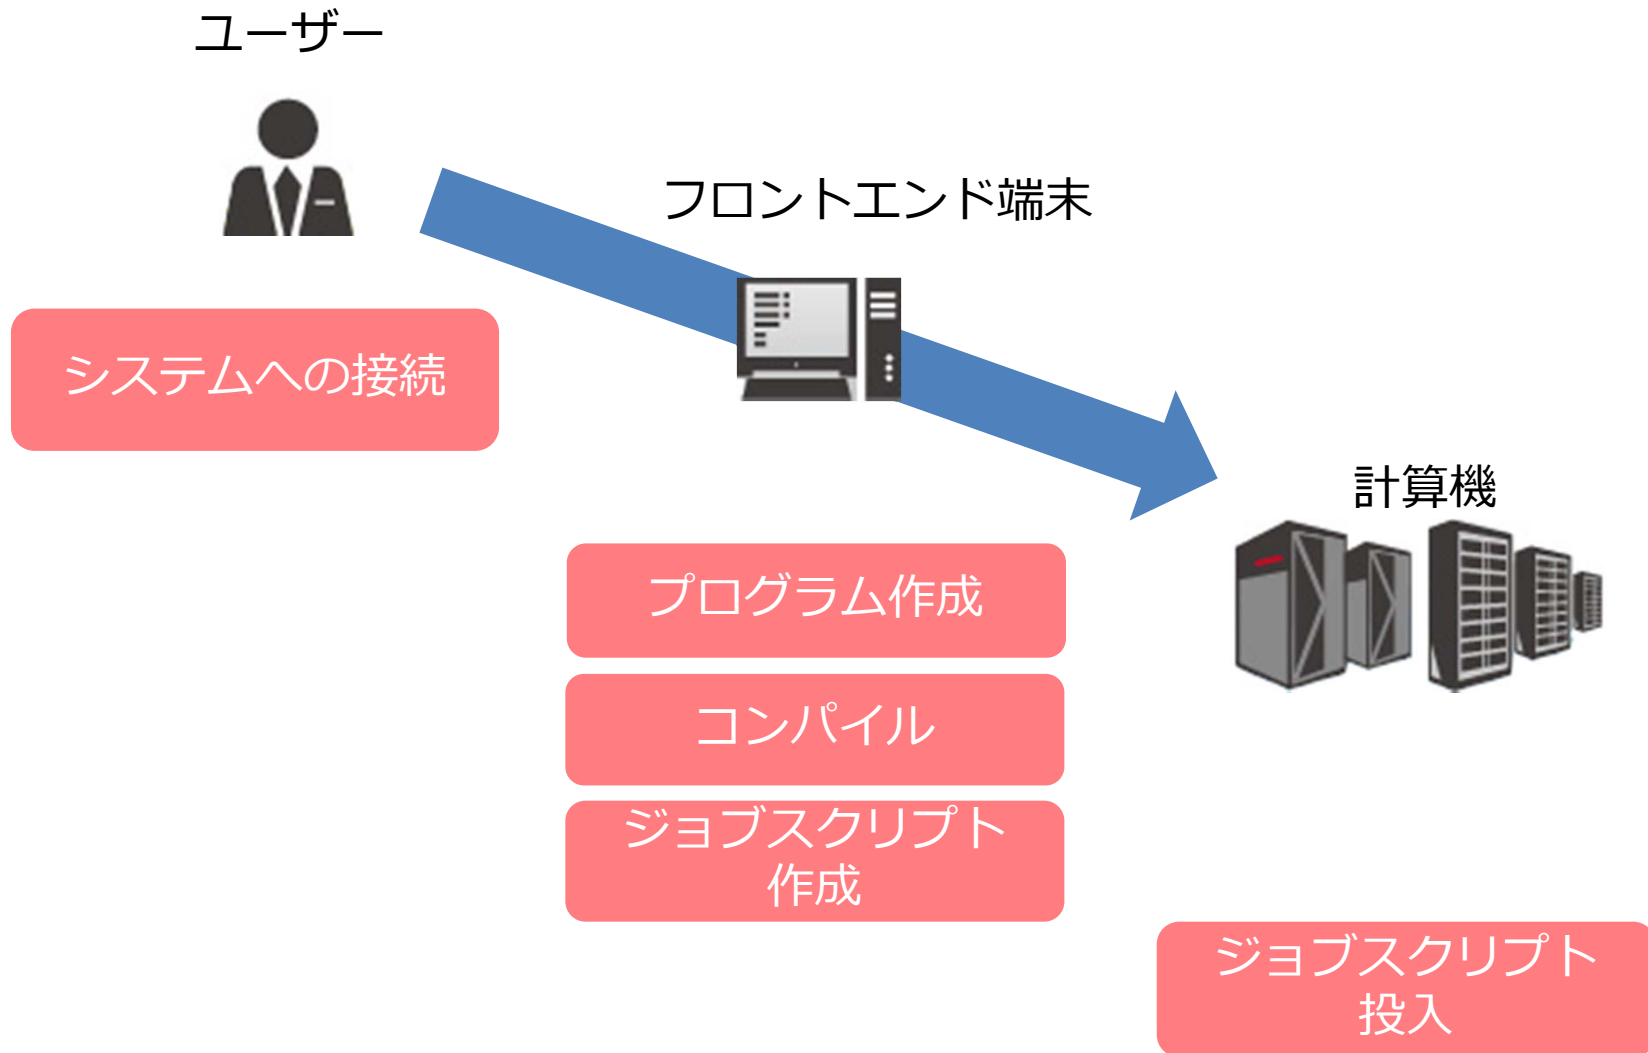 ユーザー
フロントエンド端末
システムへの接続
計算機
プログラム作成
コンパイル
ジョブスクリプト
作成
ジョブスクリプト
投入